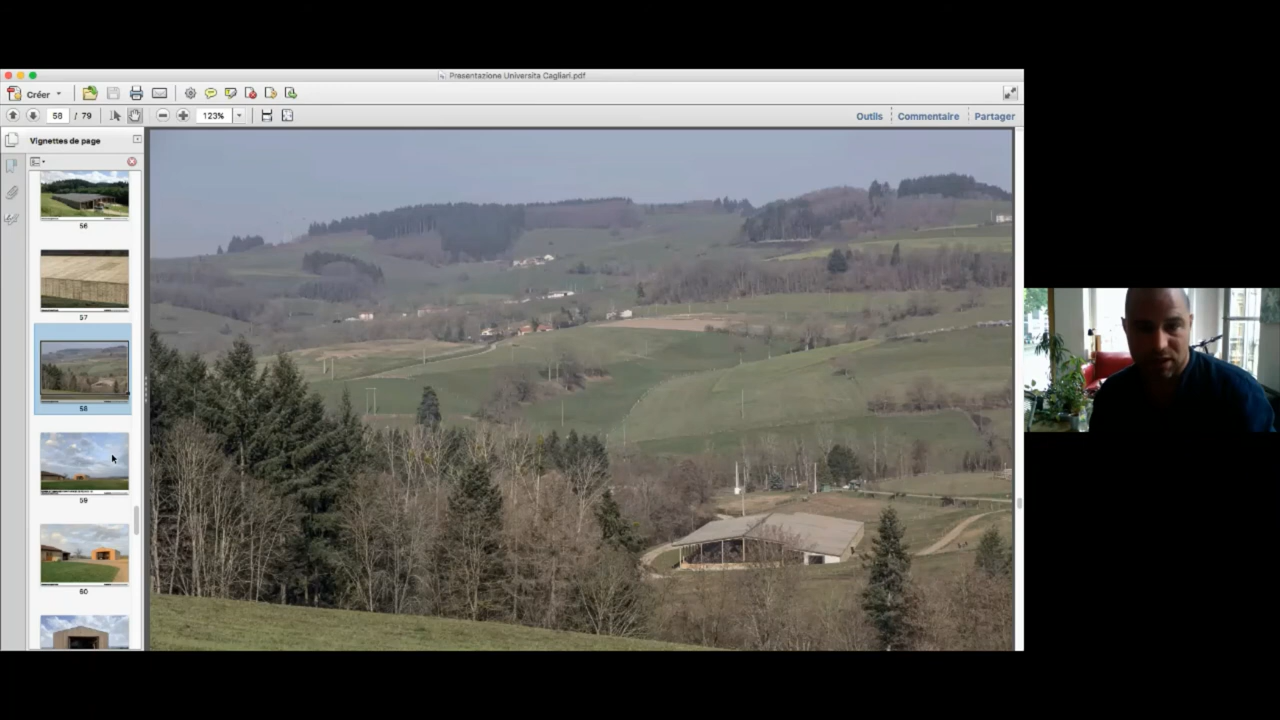 Presentazione Universita Cagliari.pdf
Créer
58 / 79
123%
Outils
Commentaire
Partager
Vignettes de page
56
57
58
59
60